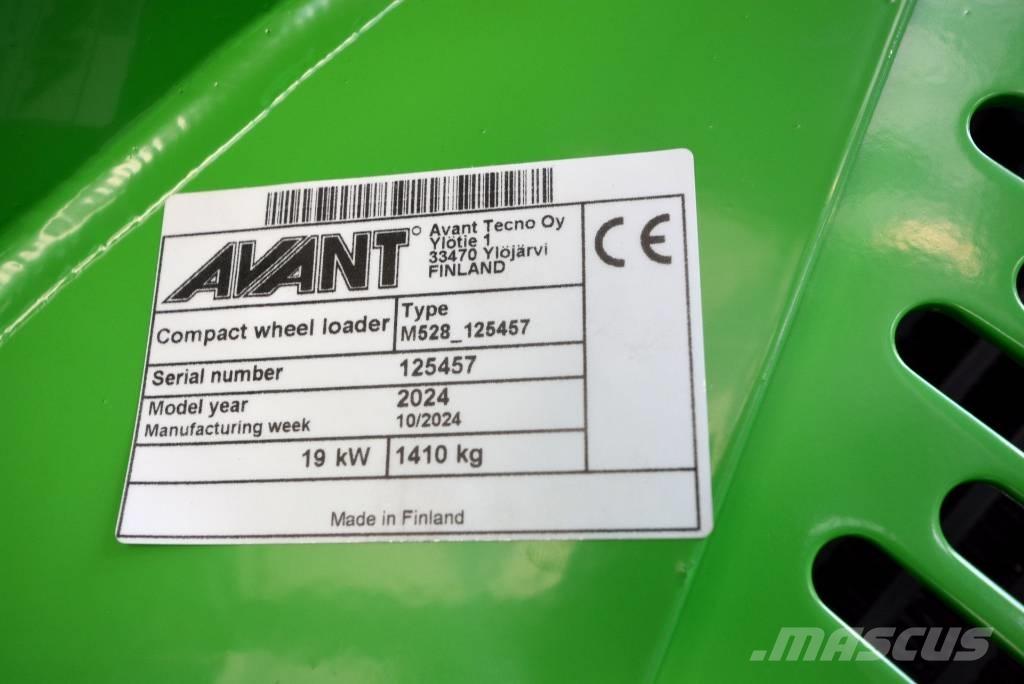 AVANT°
Avant Tecno Oy
Ylötie 1
33470 Ylöjärvi
FINLAND
CE
Compact wheel loader
Type
M528_125457
Serial number 125457
Model year 2024
Manufacturing week 10/2024
19 kW 1410 kg
Made in Finland
.MASCUS